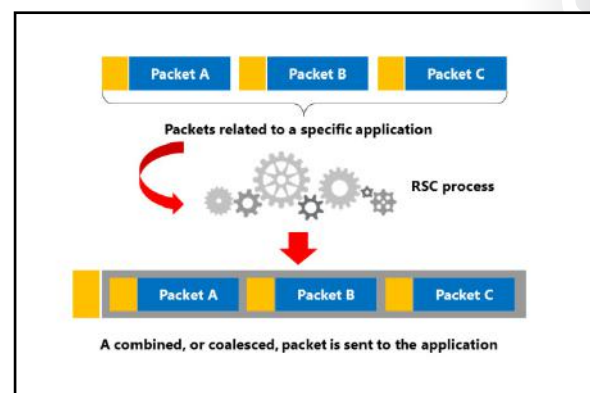 Packet A Packet B Packet C
Packets related to a specific application
RSC process
Packet A Packet B Packet C
A combined, or coalesced, packet is sent to the application